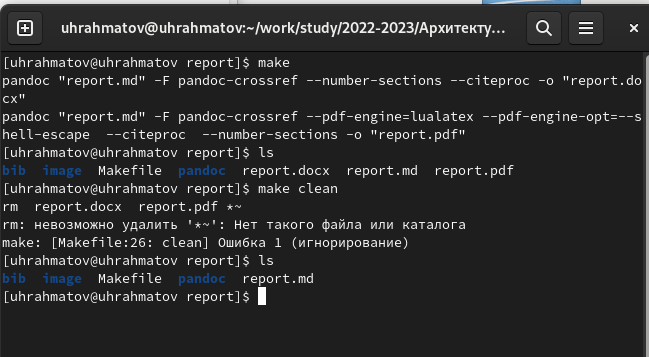 uhrahmatov@uhrahmatov:~/work/study/2022-2023/Архитекту...
[uhrahmatov@uhrahmatov report]$ make
pandoc "report.md" -F pandoc-crossref --number-sections --citeproc -o "report.do
cx"
pandoc "report.md" -F pandoc-crossref --pdf-engine=lualatex --pdf-engine-opt=--s
hell-escape  --citeproc  --number-sections -o "report.pdf"
[uhrahmatov@uhrahmatov report]$ ls
bib  image  Makefile  pandoc  report.docx  report.md  report.pdf
[uhrahmatov@uhrahmatov report]$ make clean
rm  report.docx  report.pdf *~
rm: невозможно удалить '*~': Нет такого файла или каталога
make: [Makefile:26: clean] Ошибка 1 (игнорирование)
[uhrahmatov@uhrahmatov report]$ ls
bib  image  Makefile  pandoc  report.md
[uhrahmatov@uhrahmatov report]$